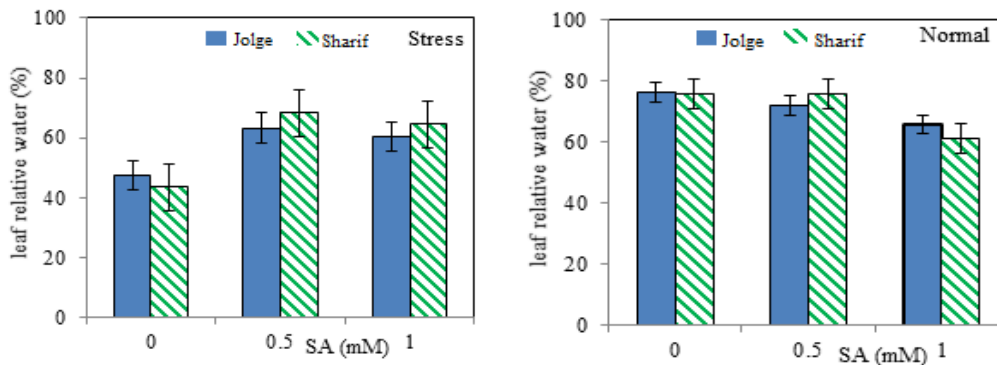 leaf relative water (%)
100
80
60
40
20
0
Jolge
Sharif
Stress
0
0.5
SA (mM)
1
leaf relative water (%)
100
80
60
40
20
0
Jolge
Sharif
Normal
0
0.5
SA (mM)
1